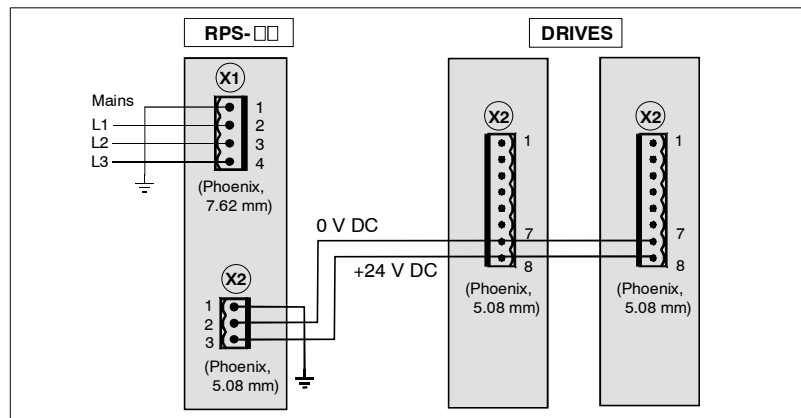 RPS-□□
DRIVES
X1
Mains
L1
L2
L3
1
2
3
4
(Phoenix,
7.62 mm)
X2
1
7
8
(Phoenix,
5.08 mm)
X2
1
7
8
(Phoenix,
5.08 mm)
0 V DC
+24 V DC
X2
1
2
3
(Phoenix,
5.08 mm)